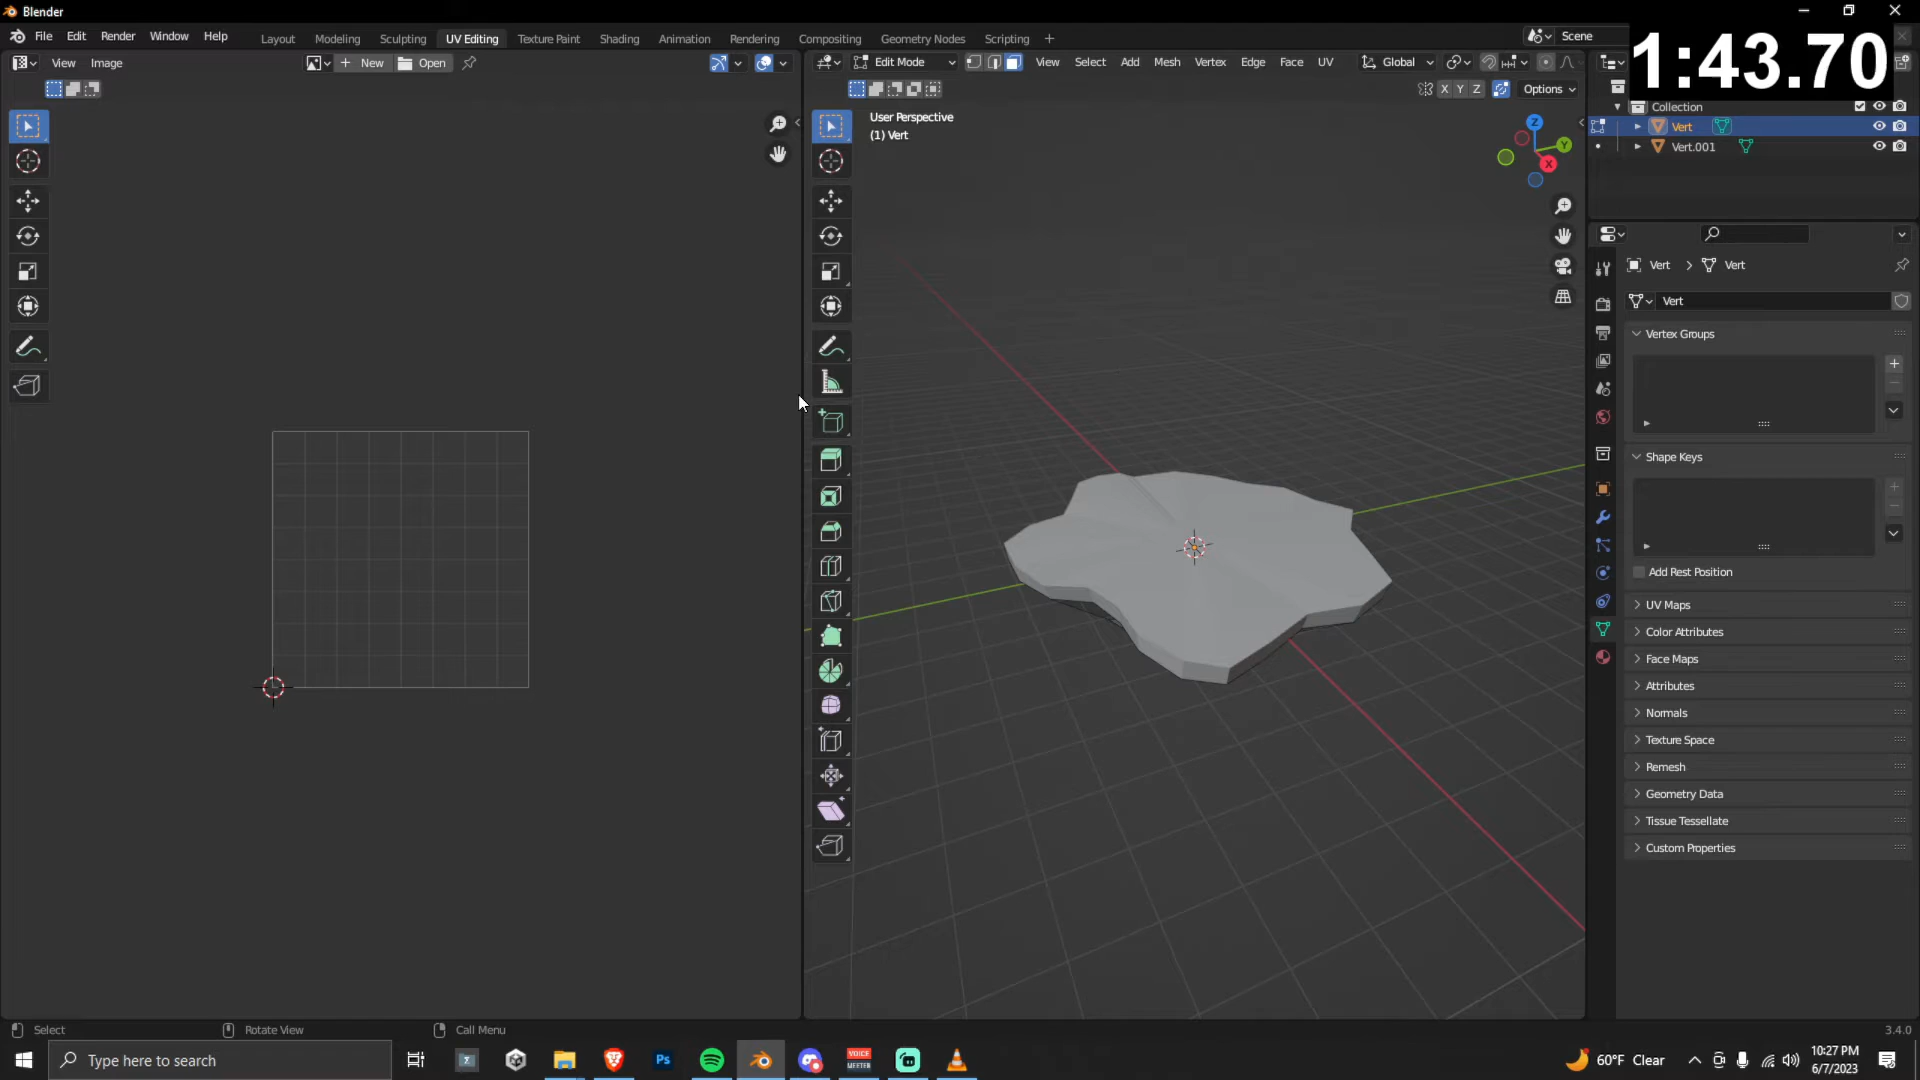 Blender
File Edit Render Window Help
Layout Modeling Sculpting UV Editing Texture Paint Shading Animation Rendering Compositing Geometry Nodes Scripting +
Scene
1:43.70
View Image
New Open
Edit Mode
View Select Add Mesh Vertex Edge Face UV
Global
X Y Z
Options
User Perspective
(1) Vert
Z
Y
X
Collection
Vert
Vert.001
Vert > Vert
Vert
Vertex Groups
Shape Keys
Add Rest Position
UV Maps
Color Attributes
Face Maps
Attributes
Normals
Texture Space
Remesh
Geometry Data
Tissue Tessellate
Custom Properties
Select
Rotate View
Call Menu
3.4.0
Type here to search
Ps
VOICE
MEETER
60°F Clear
10:27 PM
6/7/2023